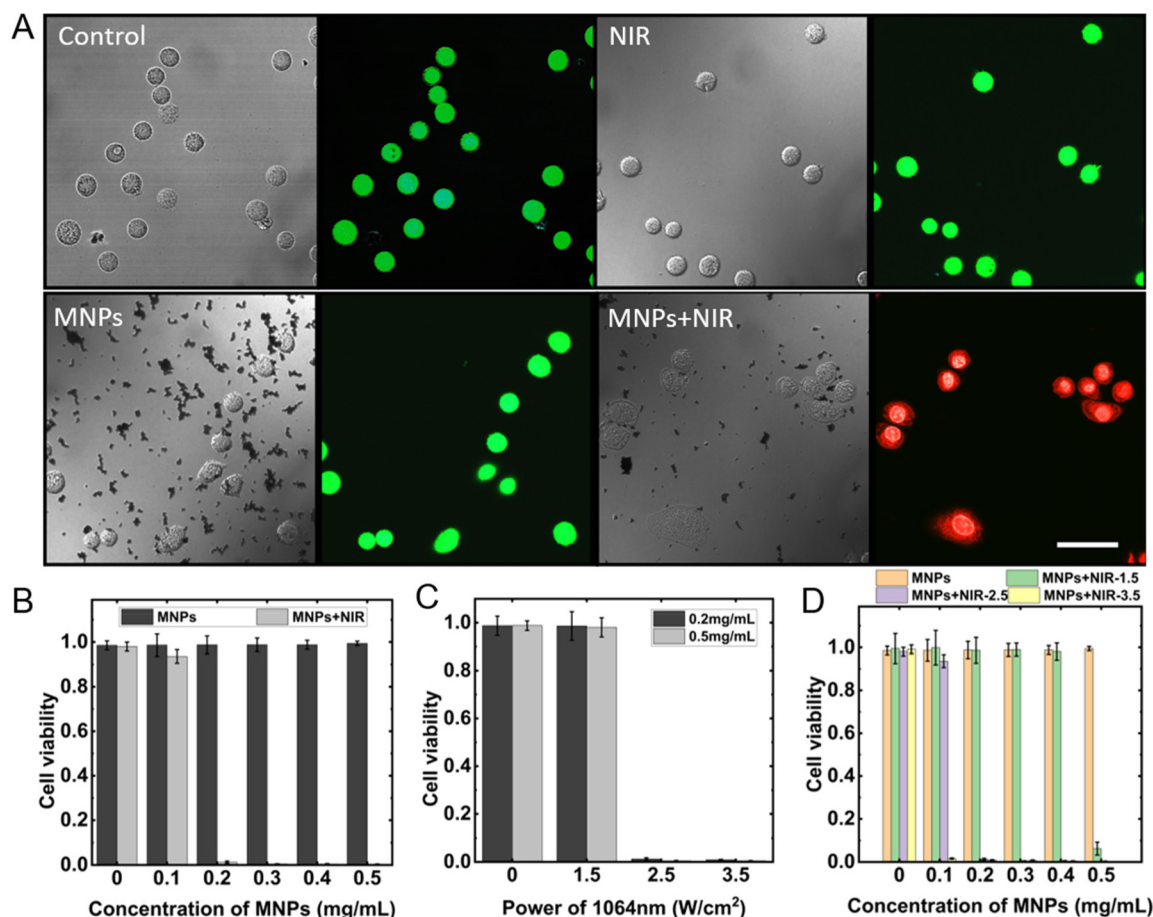 A
Control
NIR
MNPs
MNPs+NIR
B
MNPs
MNPs+NIR
Cell viability
1.0
0.8
0.6
0.4
0.2
0.0
0 0.1 0.2 0.3 0.4 0.5
Concentration of MNPs (mg/mL)
C
0.2mg/mL
0.5mg/mL
Cell viability
1.0
0.8
0.6
0.4
0.2
0.0
0 1.5 2.5 3.5
Power of 1064nm (W/cm²)
D
MNPs MNPs+NIR-1.5
MNPs+NIR-2.5 MNPs+NIR-3.5
Cell viability
1.0
0.8
0.6
0.4
0.2
0.0
0 0.1 0.2 0.3 0.4 0.5
Concentration of MNPs (mg/mL)